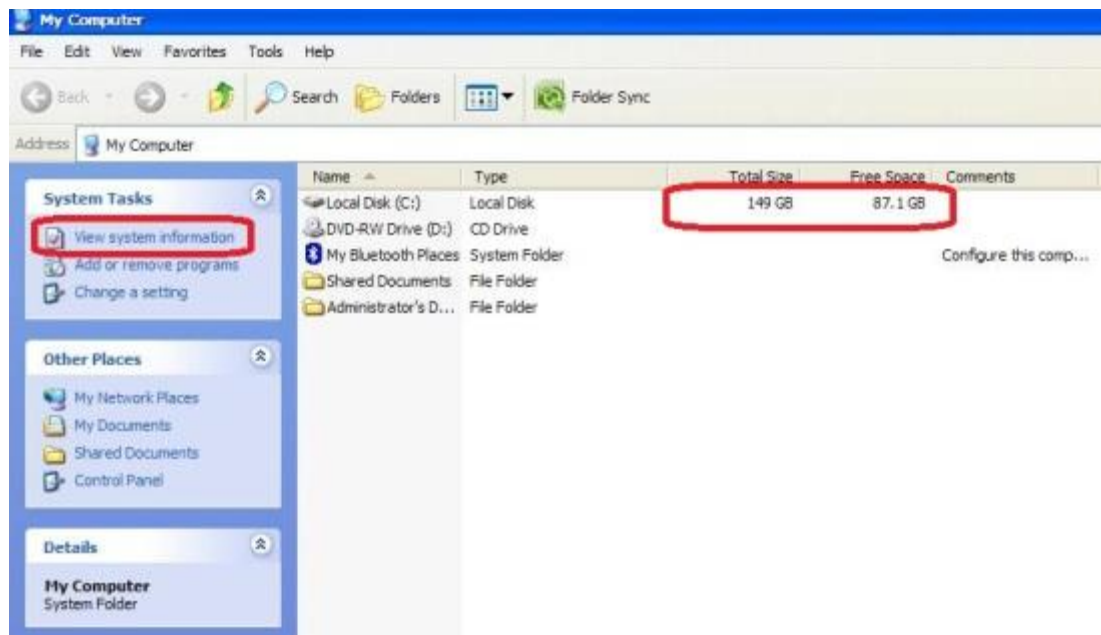 My Computer
File Edit View Favorites Tools Help
Back Search Folders Folder Sync
Address My Computer
System Tasks
View system information
Add or remove programs
Change a setting
Other Places
My Network Places
My Documents
Shared Documents
Control Panel
Details
My Computer
System Folder
Name Type Total Size Free Space Comments
Local Disk (C:) Local Disk 149 GB 87.1 GB
DVD-RW Drive (D:) CD Drive
My Bluetooth Places System Folder Configure this comp...
Shared Documents File Folder
Administrator's D... File Folder